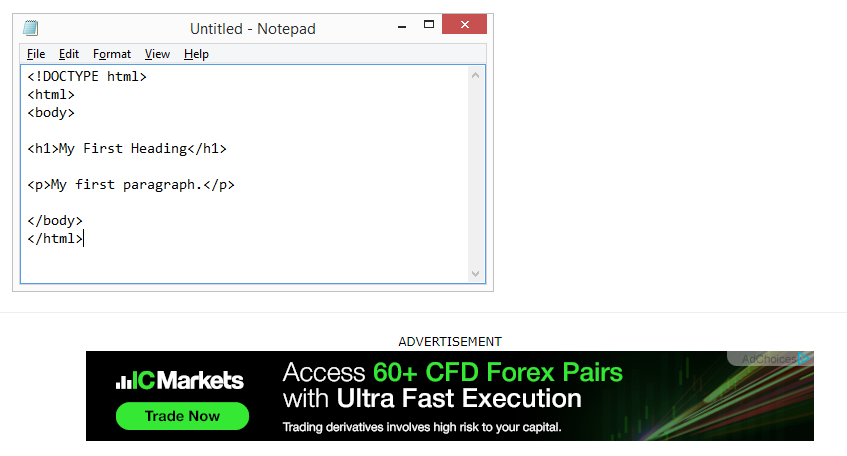 Untitled - Notepad
File Edit Format View Help
<!DOCTYPE html>
<html>
<body>
<h1>My First Heading</h1>
<p>My first paragraph.</p>
</body>
</html>
ADVERTISEMENT
AdChoices
ICMarkets
Trade Now
Access 60+ CFD Forex Pairs
with Ultra Fast Execution
Trading derivatives involves high risk to your capital.